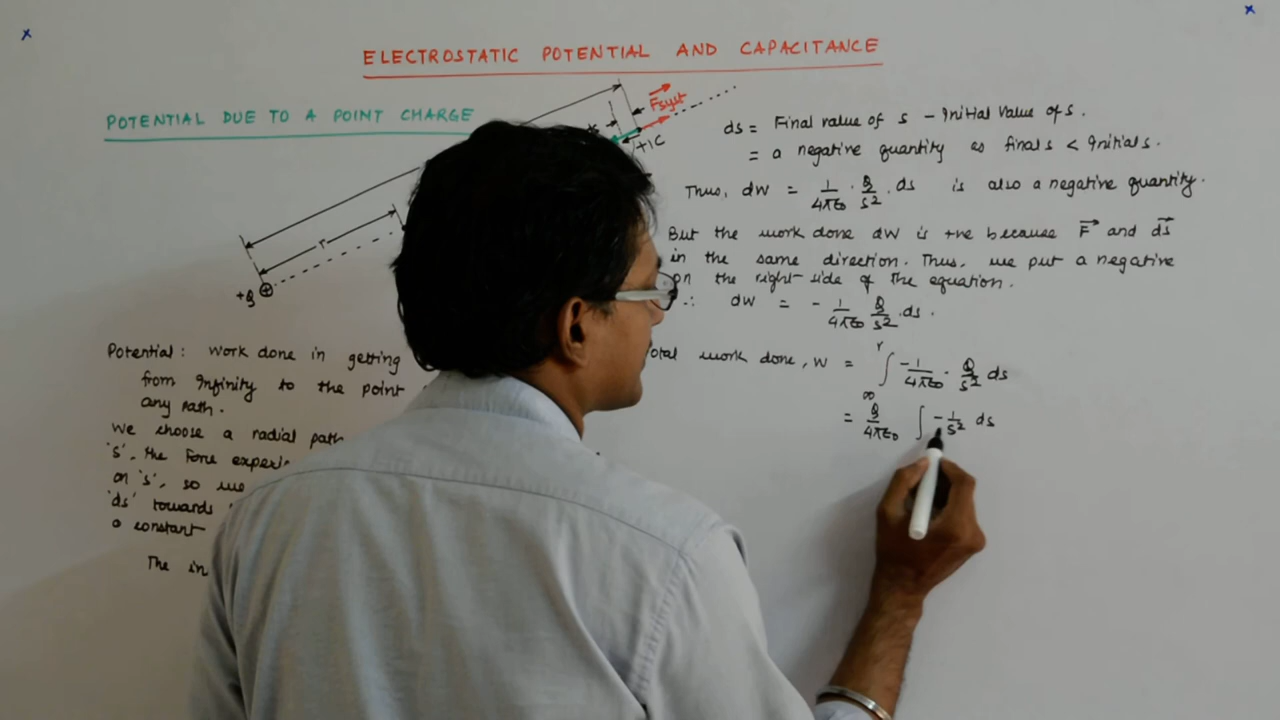 ELECTROSTATIC POTENTIAL AND CAPACITANCE
POTENTIAL DUE TO A POINT CHARGE
Fsyst
+1C
r
+Q
Potential: Work done in getting
from Infinity to the point
any path.
We choose a radial path
's', the Force experi
on 's', so we
'ds' towards
a constant
The in
ds = Final value of s - Initial Value of s.
= a negative quantity as final s < Initial s.
Thus, dW = 1/4πε0 · Q/s² · ds is also a negative quantity.
But the work done dW is +ve because F⃗ and ds⃗
in the same direction. Thus, we put a negative
on the right side of the equation.
∴ dW = - 1/4πε0 Q/s² · ds.
otal work done, W = ∫∞^r -1/4πε0 · Q/s² ds
= Q/4πε0 ∫ - 1/s² ds